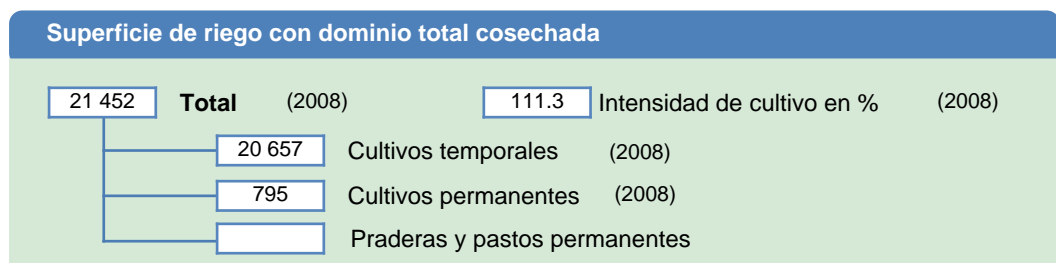 Superficie de riego con dominio total cosechada
21 452 Total (2008) 111.3 Intensidad de cultivo en % (2008)
20 657 Cultivos temporales (2008)
795 Cultivos permanentes (2008)
Praderas y pastos permanentes